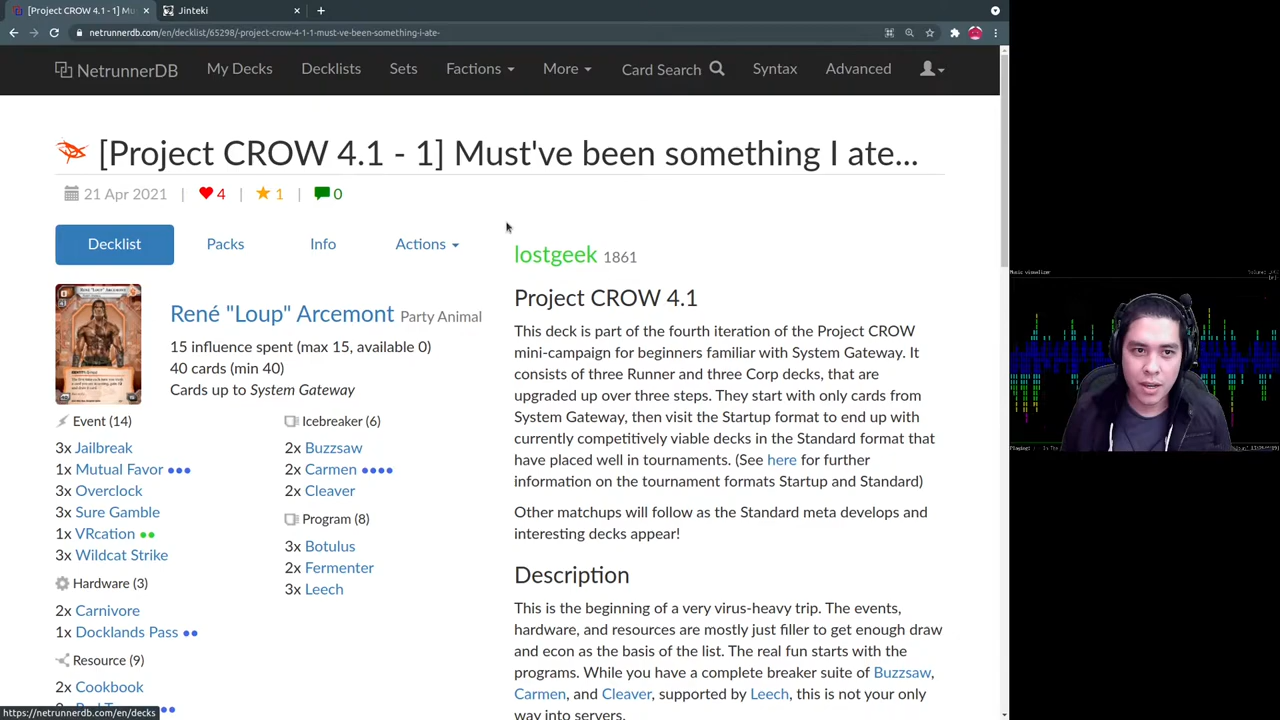 [Project CROW 4.1 - 1] Mu
Jinteki
netrunnerdb.com/en/decklist/65298/-project-crow-4-1-1-must-ve-been-something-i-ate-
NetrunnerDB
My Decks
Decklists
Sets
Factions
More
Card Search
Syntax
Advanced
[Project CROW 4.1 - 1] Must've been something I ate...
21 Apr 2021 | 4 | 1 | 0
Decklist
Packs
Info
Actions
René "Loup" Arcemont Party Animal
15 influence spent (max 15, available 0)
40 cards (min 40)
Cards up to System Gateway
Event (14)
3x Jailbreak
1x Mutual Favor
3x Overclock
3x Sure Gamble
1x VRcation
3x Wildcat Strike
Hardware (3)
2x Carnivore
1x Docklands Pass
Resource (9)
2x Cookbook
Icebreaker (6)
2x Buzzsaw
2x Carmen
2x Cleaver
Program (8)
3x Botulus
2x Fermenter
3x Leech
https://netrunnerdb.com/en/decks
lostgeek 1861
Project CROW 4.1
This deck is part of the fourth iteration of the Project CROW
mini-campaign for beginners familiar with System Gateway. It
consists of three Runner and three Corp decks, that are
upgraded up over three steps. They start with only cards from
System Gateway, then visit the Startup format to end up with
currently competitively viable decks in the Standard format that
have placed well in tournaments. (See here for further
information on the tournament formats Startup and Standard)
Other matchups will follow as the Standard meta develops and
interesting decks appear!
Description
This is the beginning of a very virus-heavy trip. The events,
hardware, and resources are mostly just filler to get enough draw
and econ as the basis of the list. The real fun starts with the
programs. While you have a complete breaker suite of Buzzsaw,
Carmen, and Cleaver, supported by Leech, this is not your only
way into servers.
Music visualizer